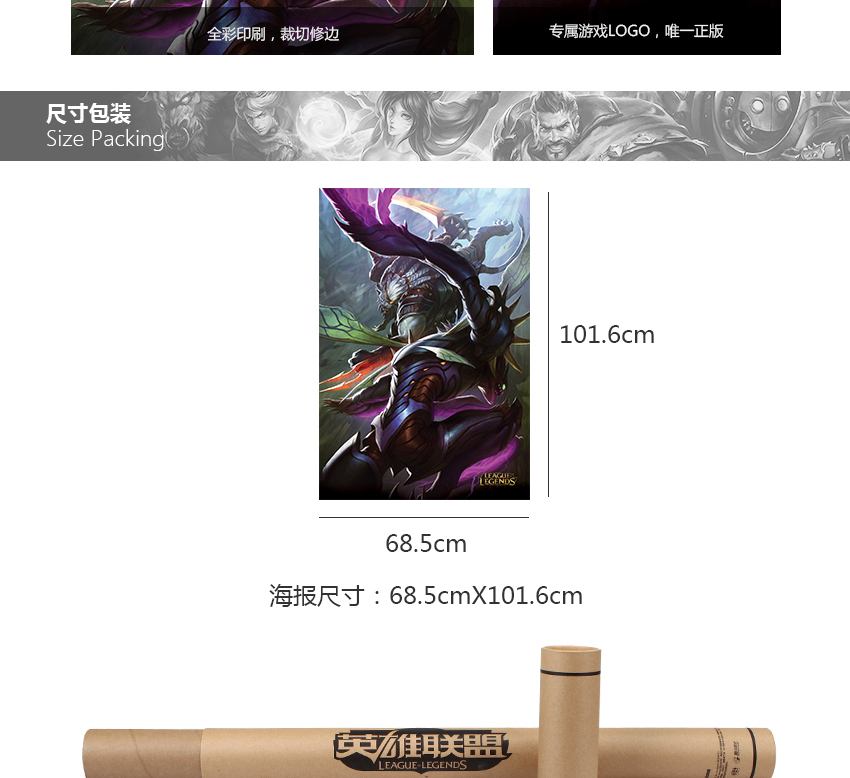 全彩印刷，裁切修边
专属游戏LOGO，唯一正版
尺寸包装
Size Packing
101.6cm
LEAGUE OF
LEGENDS
68.5cm
海报尺寸：68.5cmX101.6cm
英雄联盟
LEAGUE·LEGENDS